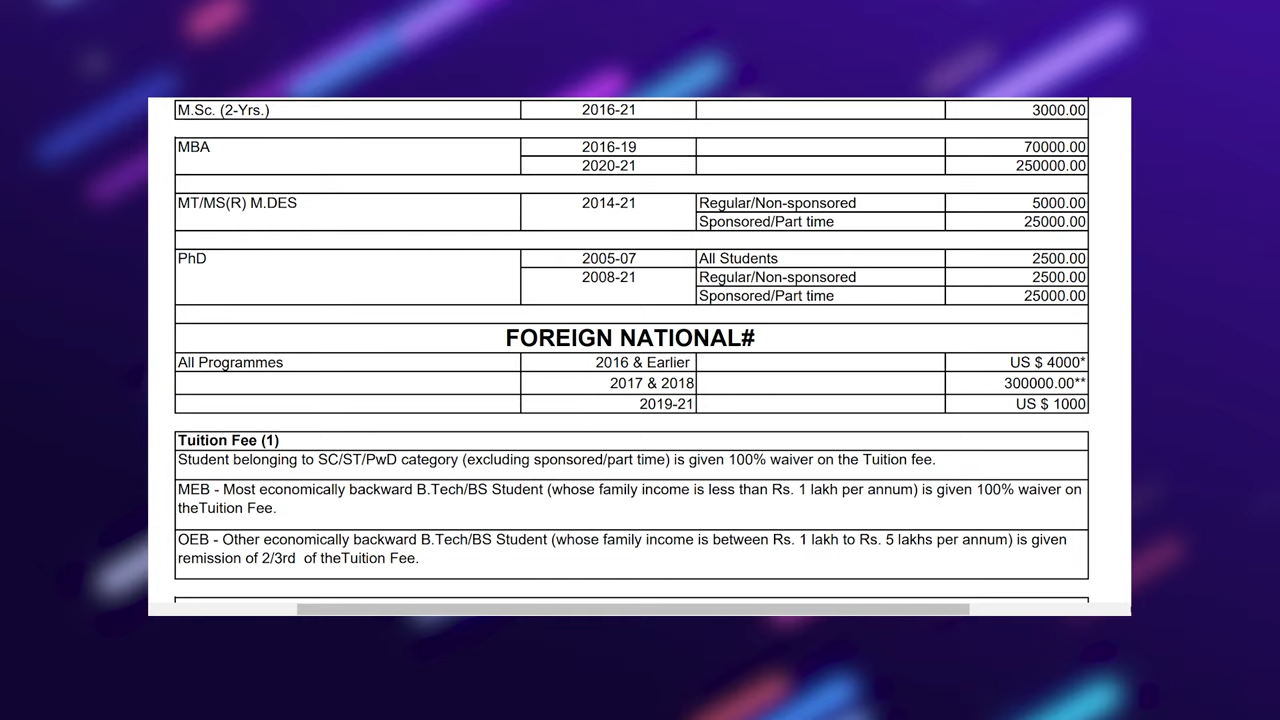 M.Sc. (2-Yrs.) 2016-21 3000.00
MBA 2016-19 70000.00
2020-21 250000.00
MT/MS(R) M.DES 2014-21 Regular/Non-sponsored 5000.00
Sponsored/Part time 25000.00
PhD 2005-07 All Students 2500.00
2008-21 Regular/Non-sponsored 2500.00
Sponsored/Part time 25000.00
FOREIGN NATIONAL#
All Programmes 2016 & Earlier US $ 4000*
2017 & 2018 300000.00**
2019-21 US $ 1000
Tuition Fee (1)
Student belonging to SC/ST/PwD category (excluding sponsored/part time) is given 100% waiver on the Tuition fee.
MEB - Most economically backward B.Tech/BS Student (whose family income is less than Rs. 1 lakh per annum) is given 100% waiver on
theTuition Fee.
OEB - Other economically backward B.Tech/BS Student (whose family income is between Rs. 1 lakh to Rs. 5 lakhs per annum) is given
remission of 2/3rd of theTuition Fee.